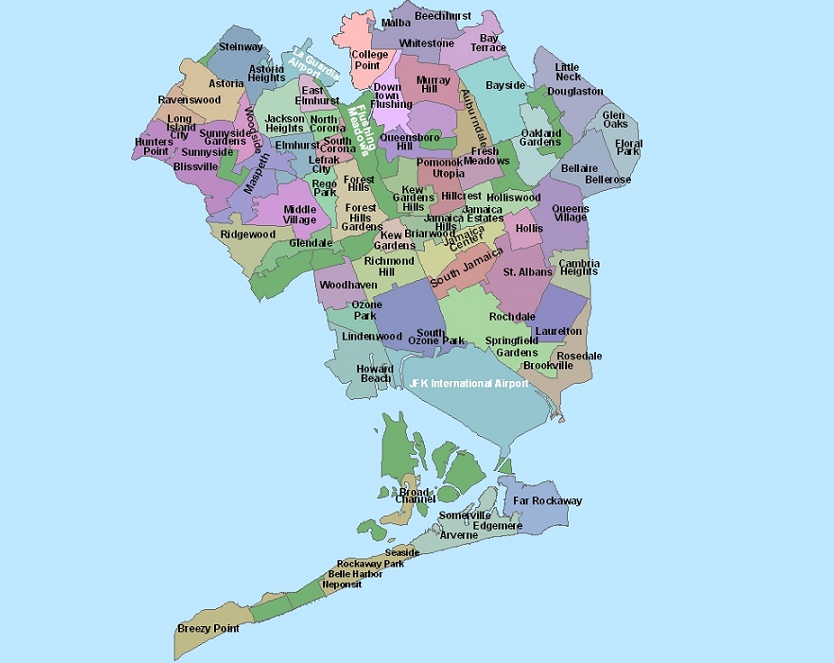 Beechhurst
Malba
Whitestone
Bay
Terrace
College
Point
Steinway
La Guardia
Airport
Astoria
Heights
Astoria
Ravenswood
East
Elmhurst
Down
town
Flushing
Murray
Hill
Bayside
Little
Neck
Douglaston
Glen
Oaks
Floral
Park
Long
Island
City
Hunters
Point
Sunnyside
Gardens
Sunnyside
Woodside
Blissville
Jackson
Heights
North
Corona
South
Corona
Flushing
Meadows
Elmhurst
Lefrak
City
Queensboro
Hill
Auburndale
Oakland
Gardens
Fresh
Meadows
Pomonok
Utopia
Bellaire
Bellerose
Maspeth
Rego
Park
Forest
Hills
Forest
Hills
Gardens
Kew
Gardens
Hills
Hillcrest
Holliswood
Jamaica
Estates
Jamaica
Hills
Briarwood
Queens
Village
Middle
Village
Ridgewood
Glendale
Kew
Gardens
Jamaica
Center
Hollis
Richmond
Hill
South Jamaica
St. Albans
Cambria
Heights
Woodhaven
Ozone
Park
Lindenwood
South
Ozone Park
Rochdale
Laurelton
Springfield
Gardens
Rosedale
Brookville
Howard
Beach
JFK International Airport
Broad
Channel
Far Rockaway
Somerville
Edgemere
Arverne
Seaside
Rockaway Park
Belle Harbor
Neponsit
Breezy Point